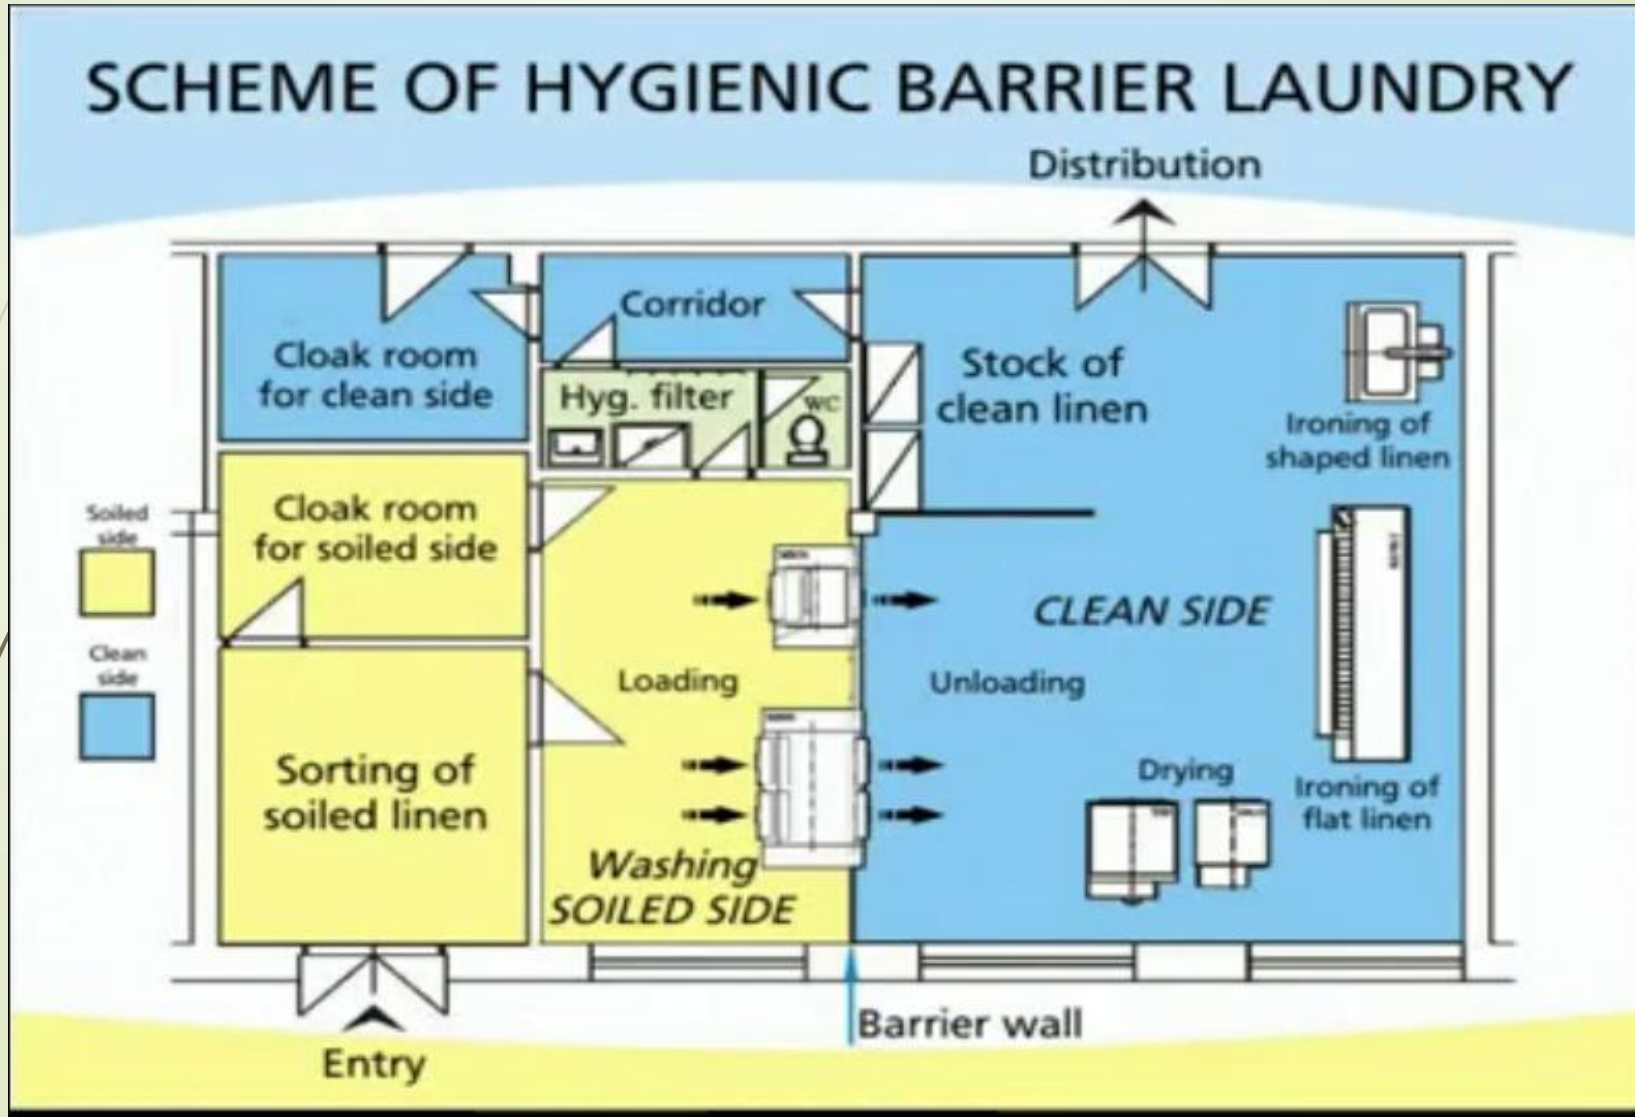 SCHEME OF HYGIENIC BARRIER LAUNDRY
Distribution
Corridor
Cloak room
for clean side
Hyg. filter
WC
Stock of
clean linen
Ironing of
shaped linen
Cloak room
for soiled side
Soiled
side
CLEAN SIDE
Clean
side
Loading
Unloading
Sorting of
soiled linen
Drying
Ironing of
flat linen
Washing
SOILED SIDE
Barrier wall
Entry